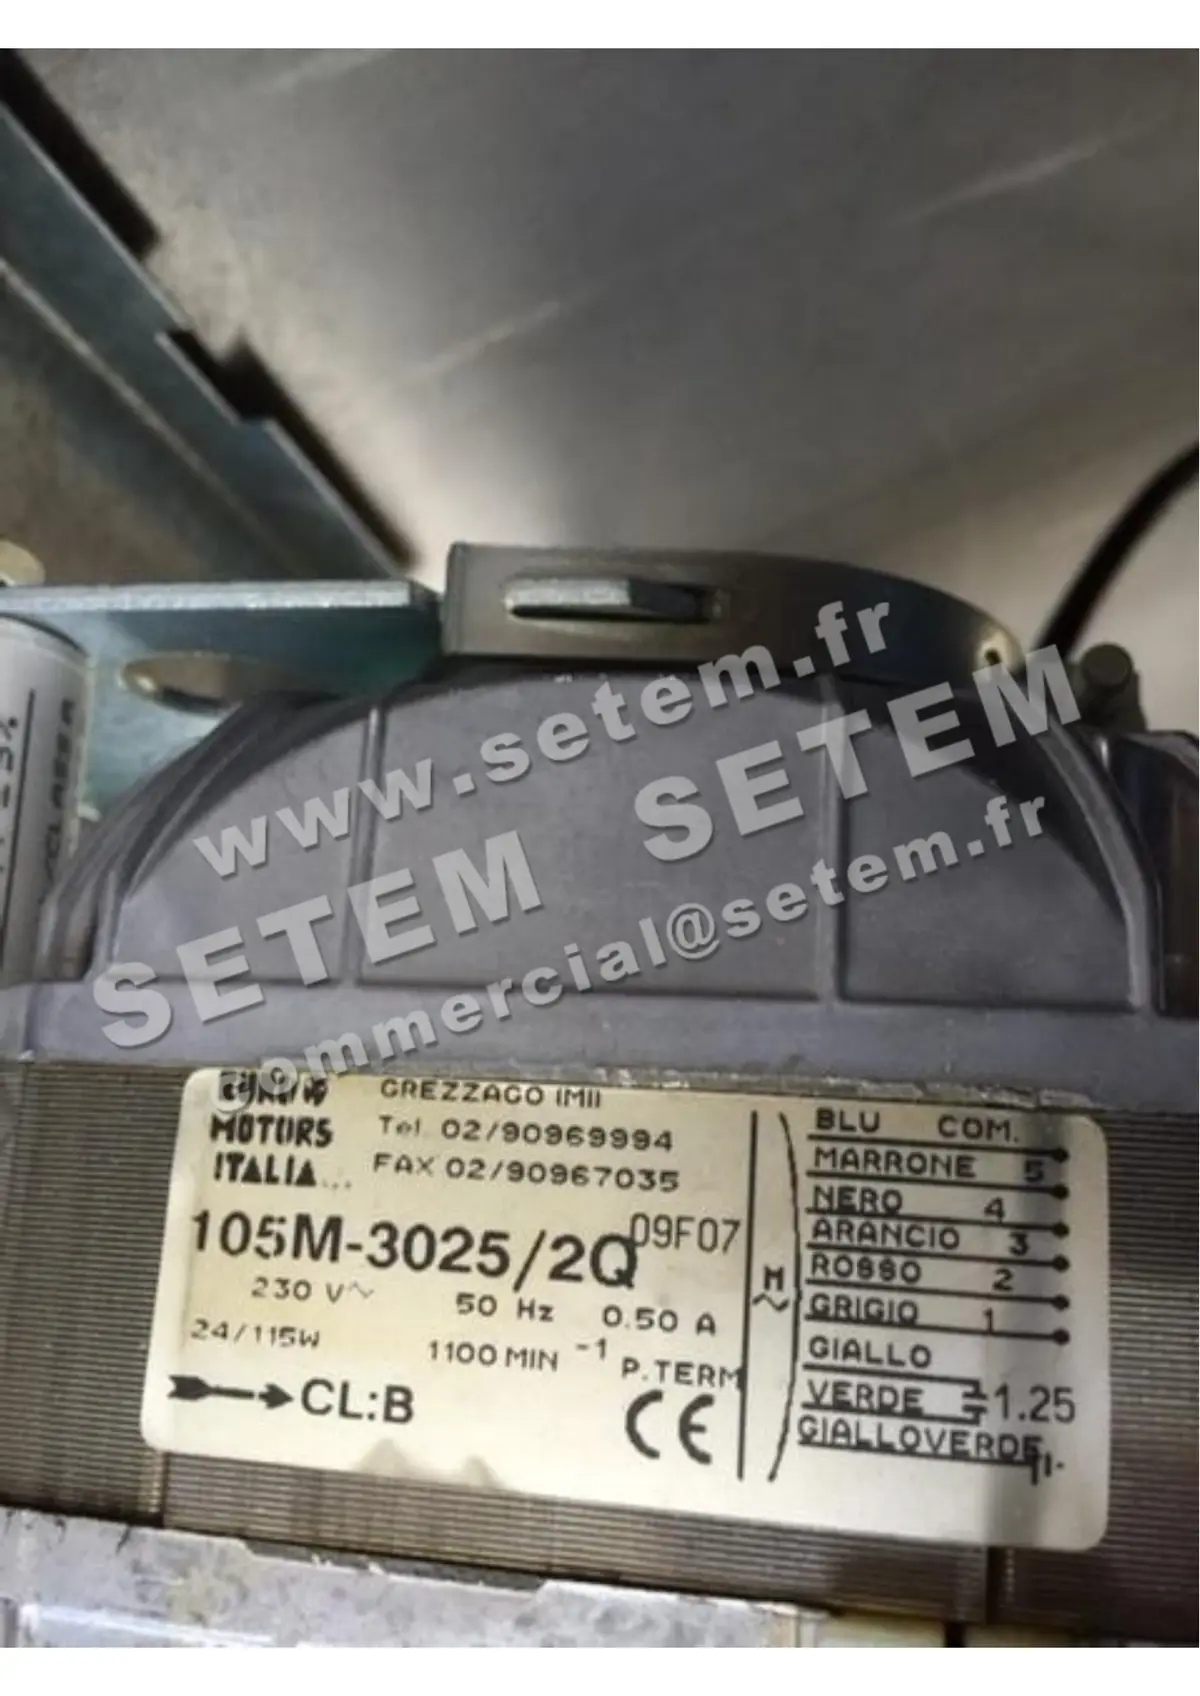 www.setem.fr
SETEM SETEM
commercial@setem.fr
MOTORS
ITALIA...
GREZZAGO (MI)
Tel. 02/90969994
FAX 02/90967035
105M-3025/2Q
09F07
230 V~
50 Hz 0.50 A
24/115W
1100 MIN -1 P.TERM
CL:B
CE
M
~
BLU COM.
MARRONE 5
NERO 4
ARANCIO 3
ROSSO 2
GRIGIO 1
GIALLO
VERDE 1.25
GIALLOVERDE